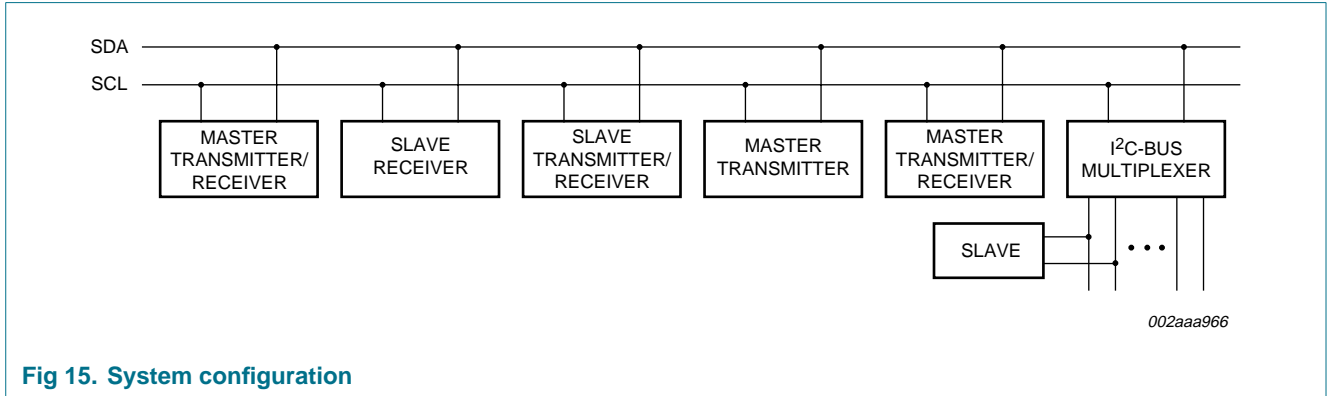 SDA
SCL
MASTER
TRANSMITTER/
RECEIVER
SLAVE
RECEIVER
SLAVE
TRANSMITTER/
RECEIVER
MASTER
TRANSMITTER
MASTER
TRANSMITTER/
RECEIVER
I²C-BUS
MULTIPLEXER
SLAVE
002aaa966
Fig 15. System configuration